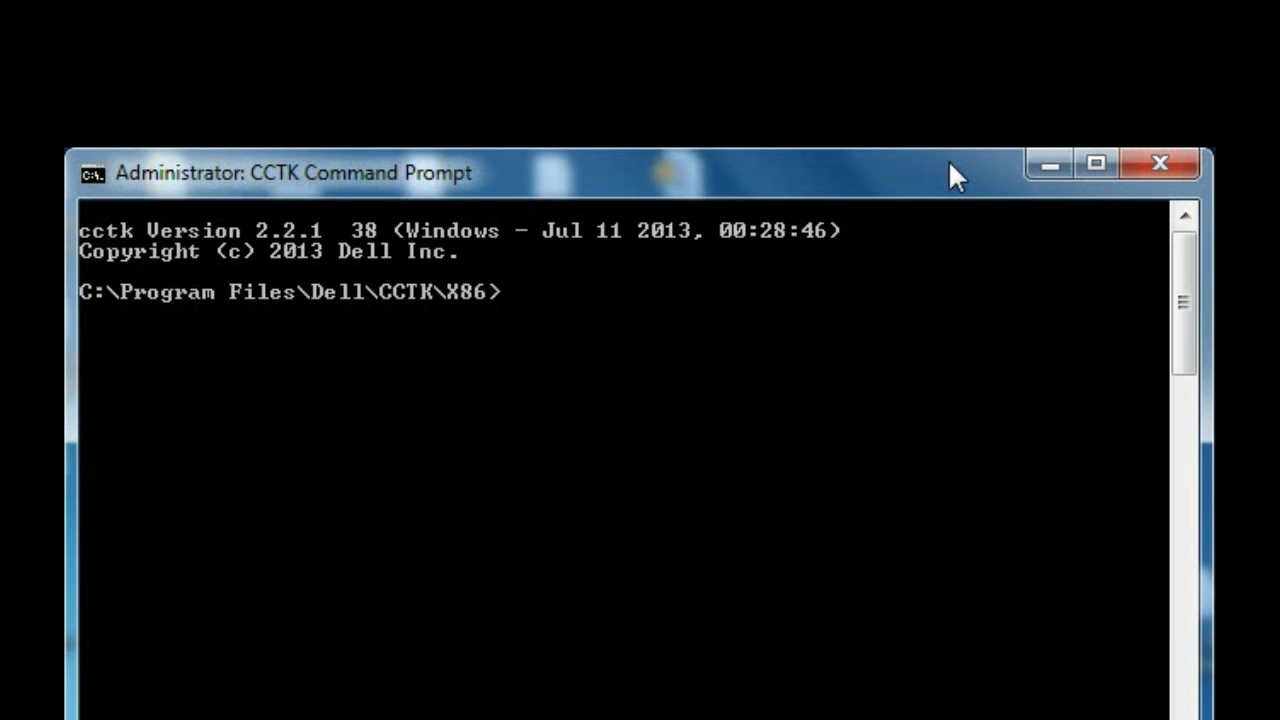 Administrator: CCTK Command Prompt
cctk Version 2.2.1  38 (Windows - Jul 11 2013, 00:28:46)
Copyright (c) 2013 Dell Inc.
C:\Program Files\Dell\CCTK\X86>